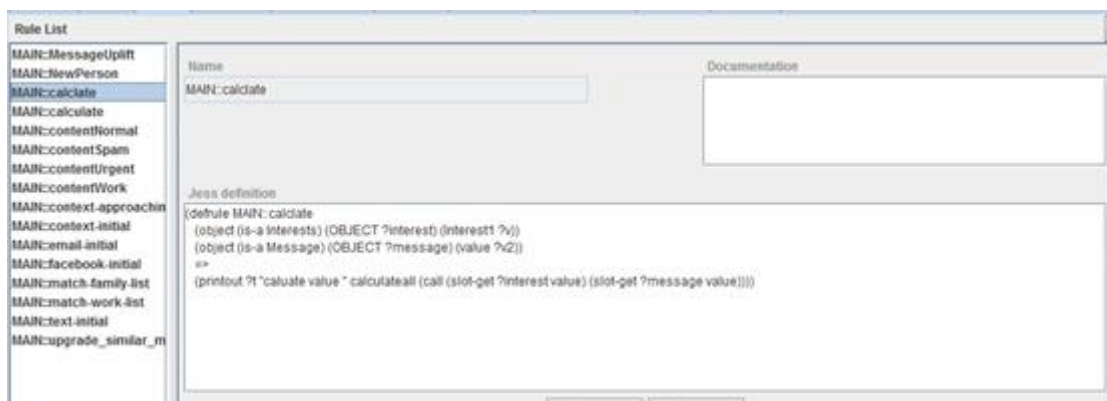 Rule List
MAIN::MessageUplift
MAIN::NewPerson
MAIN::calclate
MAIN::calculate
MAIN::contentNormal
MAIN::contentSpam
MAIN::contentUrgent
MAIN::contentWork
MAIN::context-approachin
MAIN::context-initial
MAIN::email-initial
MAIN::facebook-initial
MAIN::match-family-list
MAIN::match-work-list
MAIN::text-initial
MAIN::upgrade_similar_m
Name
MAIN::calclate
Documentation
Jess definition
(defrule MAIN::calclate
(object (is-a Interests) (OBJECT ?interest) (Interest1 ?v))
(object (is-a Message) (OBJECT ?message) (value ?v2))
=>
(printout ?t "caluate value " calculateall (call (slot-get ?interest value) (slot-get ?message value))))